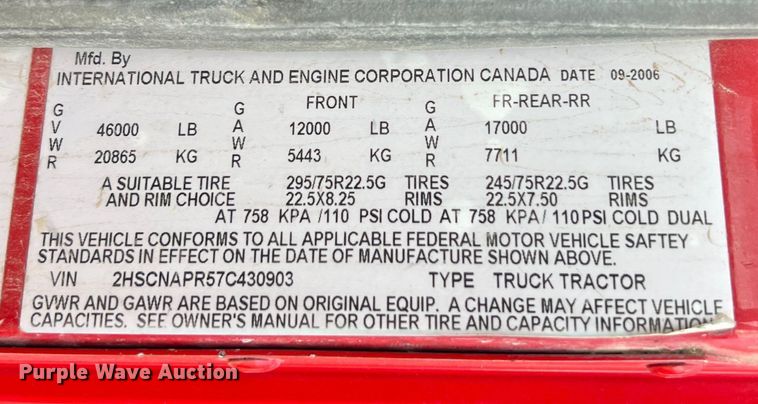 Mfd. By
INTERNATIONAL TRUCK AND ENGINE CORPORATION CANADA DATE 09-2006
GVWR 46000 LB GAWR FRONT 12000 LB GAWR FR-REAR-RR 17000 LB
20865 KG 5443 KG 7711 KG
A SUITABLE TIRE 295/75R22.5G TIRES 245/75R22.5G TIRES
AND RIM CHOICE 22.5X8.25 RIMS 22.5X7.50 RIMS
AT 758 KPA /110 PSI COLD AT 758 KPA/ 110PSI COLD DUAL
THIS VEHICLE CONFORMS TO ALL APPLICABLE FEDERAL MOTOR VEHICLE SAFTEY
STANDARDS IN EFFECT ON THE DATE OF MANUFACTURE SHOWN ABOVE.
VIN 2HSCNAPR57C430903 TYPE TRUCK TRACTOR
GVWR AND GAWR ARE BASED ON ORIGINAL EQUIP. A CHANGE MAY AFFECT VEHICLE
CAPACITIES. SEE OWNER'S MANUAL FOR OTHER TIRE AND CAPACITY INFORMATION
Purple Wave Auction